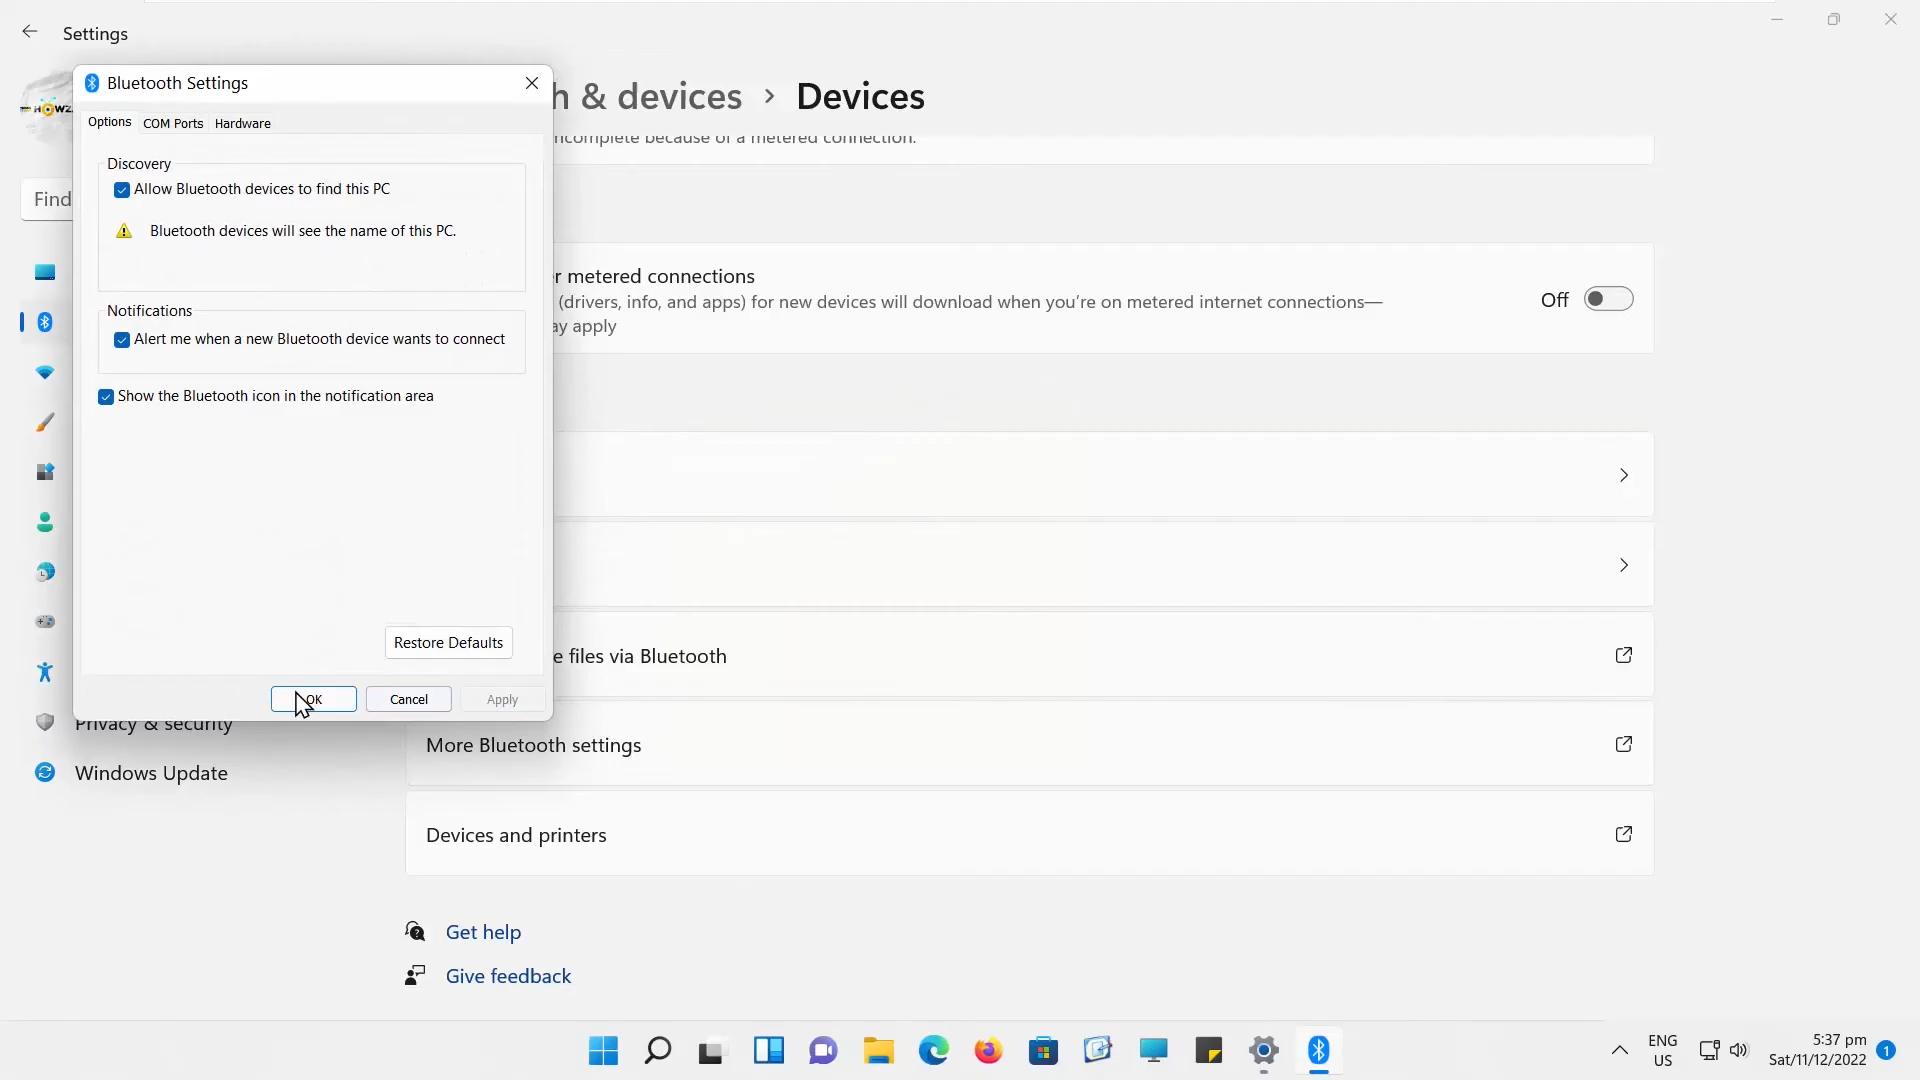 Settings
Bluetooth Settings
h & devices > Devices
Options COM Ports Hardware
incomplete because of a metered connection.
Discovery
Allow Bluetooth devices to find this PC
Find
Bluetooth devices will see the name of this PC.
r metered connections
(drivers, info, and apps) for new devices will download when you're on metered internet connections—
ay apply
Off
Notifications
Alert me when a new Bluetooth device wants to connect
Show the Bluetooth icon in the notification area
Restore Defaults
e files via Bluetooth
OK Cancel Apply
Privacy & security
More Bluetooth settings
Windows Update
Devices and printers
Get help
Give feedback
ENG
US
5:37 pm
Sat/11/12/2022
1